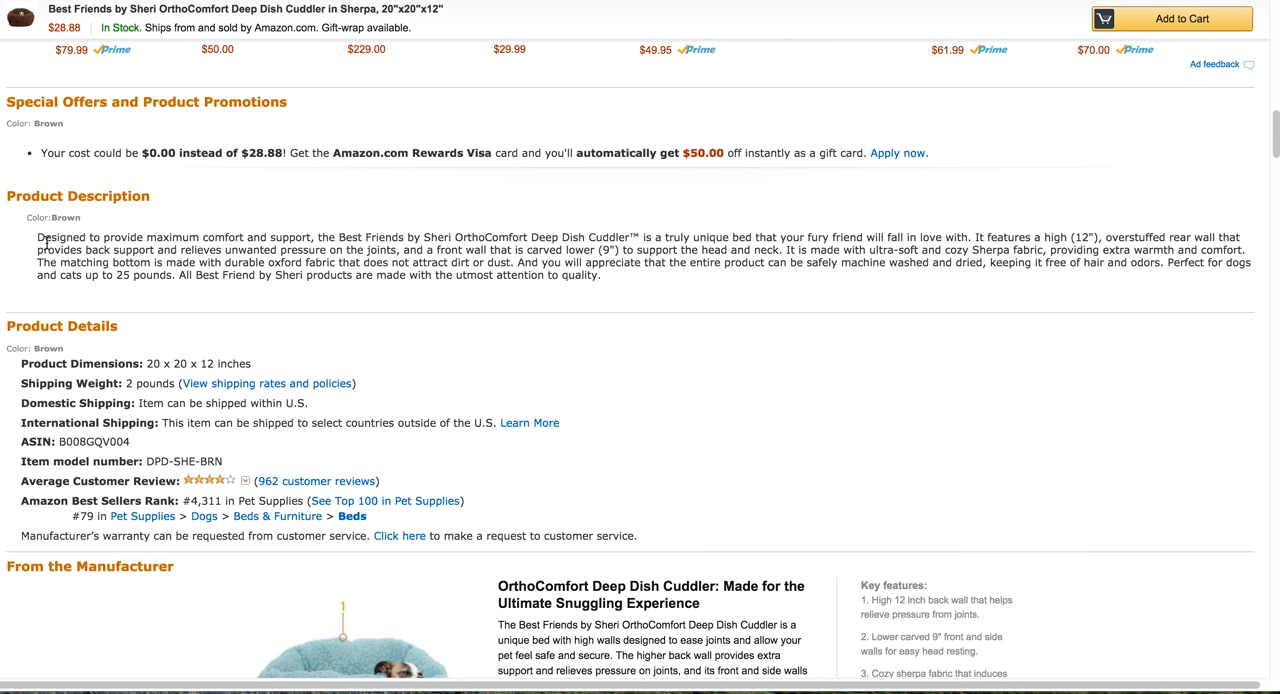 Best Friends by Sheri OrthoComfort Deep Dish Cuddler in Sherpa, 20"x20"x12"
$28.88 In Stock. Ships from and sold by Amazon.com. Gift-wrap available.
Add to Cart
$79.99 Prime $50.00 $229.00 $29.99 $49.95 Prime $61.99 Prime $70.00 Prime
Ad feedback
Special Offers and Product Promotions
Color: Brown
• Your cost could be $0.00 instead of $28.88! Get the Amazon.com Rewards Visa card and you'll automatically get $50.00 off instantly as a gift card. Apply now.
Product Description
Color:Brown
Designed to provide maximum comfort and support, the Best Friends by Sheri OrthoComfort Deep Dish Cuddler™ is a truly unique bed that your fury friend will fall in love with. It features a high (12"), overstuffed rear wall that
provides back support and relieves unwanted pressure on the joints, and a front wall that is carved lower (9") to support the head and neck. It is made with ultra-soft and cozy Sherpa fabric, providing extra warmth and comfort.
The matching bottom is made with durable oxford fabric that does not attract dirt or dust. And you will appreciate that the entire product can be safely machine washed and dried, keeping it free of hair and odors. Perfect for dogs
and cats up to 25 pounds. All Best Friend by Sheri products are made with the utmost attention to quality.
Product Details
Color: Brown
Product Dimensions: 20 x 20 x 12 inches
Shipping Weight: 2 pounds (View shipping rates and policies)
Domestic Shipping: Item can be shipped within U.S.
International Shipping: This item can be shipped to select countries outside of the U.S. Learn More
ASIN: B008GQV004
Item model number: DPD-SHE-BRN
Average Customer Review: (962 customer reviews)
Amazon Best Sellers Rank: #4,311 in Pet Supplies (See Top 100 in Pet Supplies)
#79 in Pet Supplies > Dogs > Beds & Furniture > Beds
Manufacturer's warranty can be requested from customer service. Click here to make a request to customer service.
From the Manufacturer
1
OrthoComfort Deep Dish Cuddler: Made for the
Ultimate Snuggling Experience
The Best Friends by Sheri OrthoComfort Deep Dish Cuddler is a
unique bed with high walls designed to ease joints and allow your
pet feel safe and secure. The higher back wall provides extra
support and relieves pressure on joints, and its front and side walls
Key features:
1. High 12 inch back wall that helps
relieve pressure from joints.
2. Lower carved 9" front and side
walls for easy head resting.
3. Cozy sherpa fabric that induces